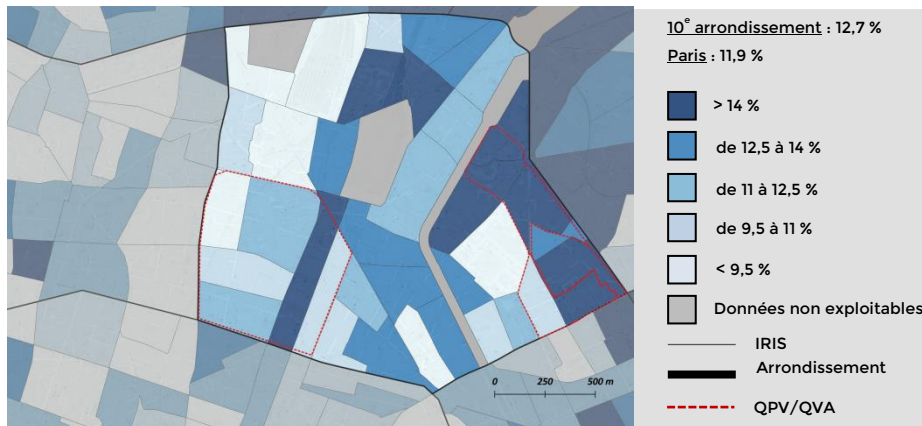 10e arrondissement : 12,7 %
Paris : 11,9 %
> 14 %
de 12,5 à 14 %
de 11 à 12,5 %
de 9,5 à 11 %
< 9,5 %
Données non exploitables
IRIS
Arrondissement
QPV/QVA
0 250 500 m